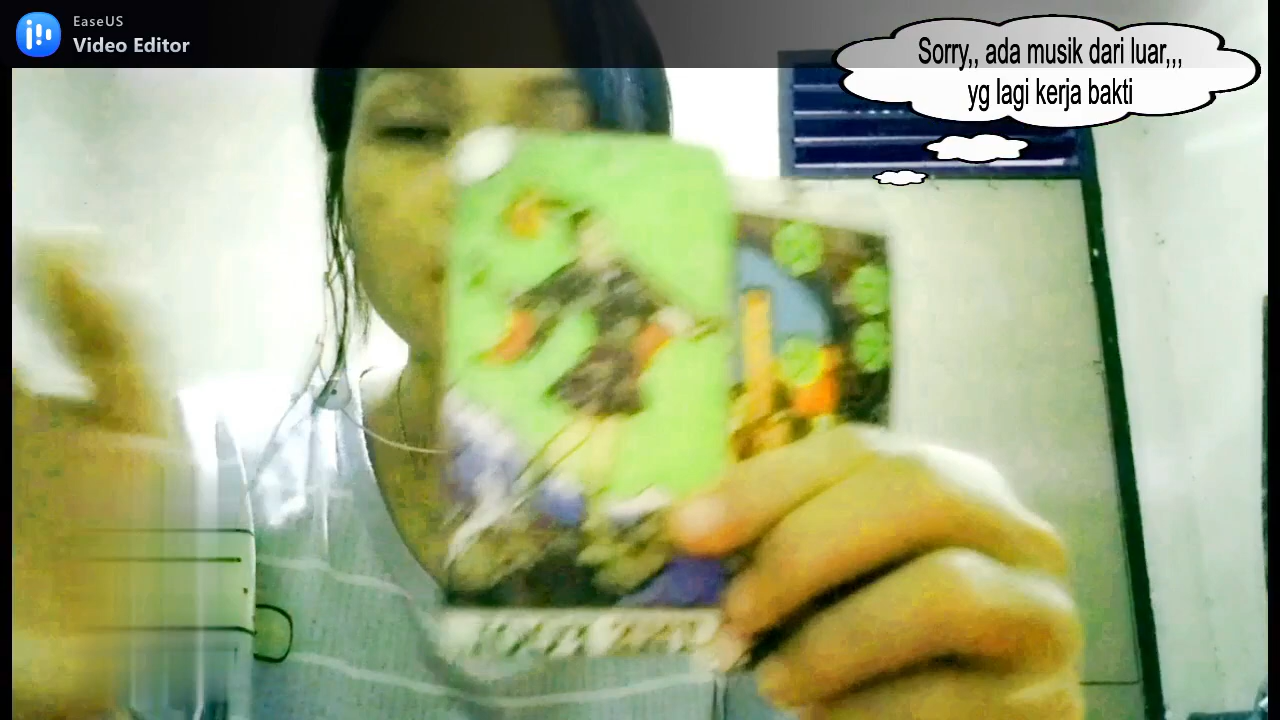 EaseUS
Video Editor
Sorry,, ada musik dari luar,,,
yg lagi kerja bakti